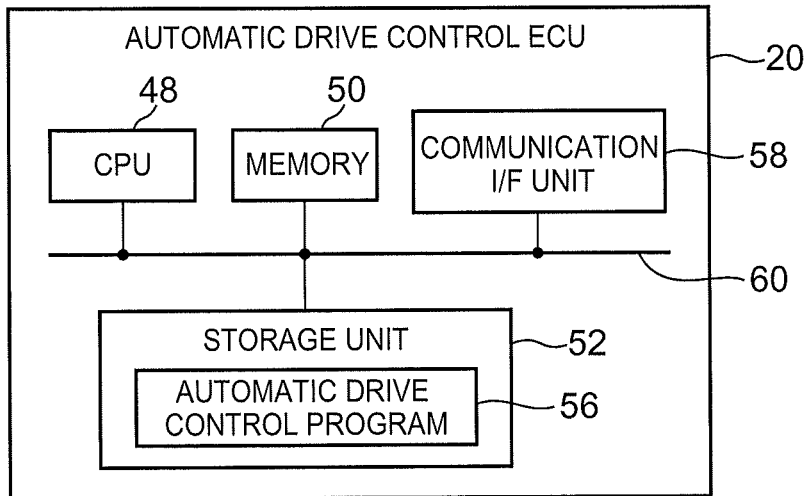 AUTOMATIC DRIVE CONTROL ECU
20
48
50
CPU
MEMORY
COMMUNICATION
I/F UNIT
58
60
STORAGE UNIT
52
AUTOMATIC DRIVE
CONTROL PROGRAM
56